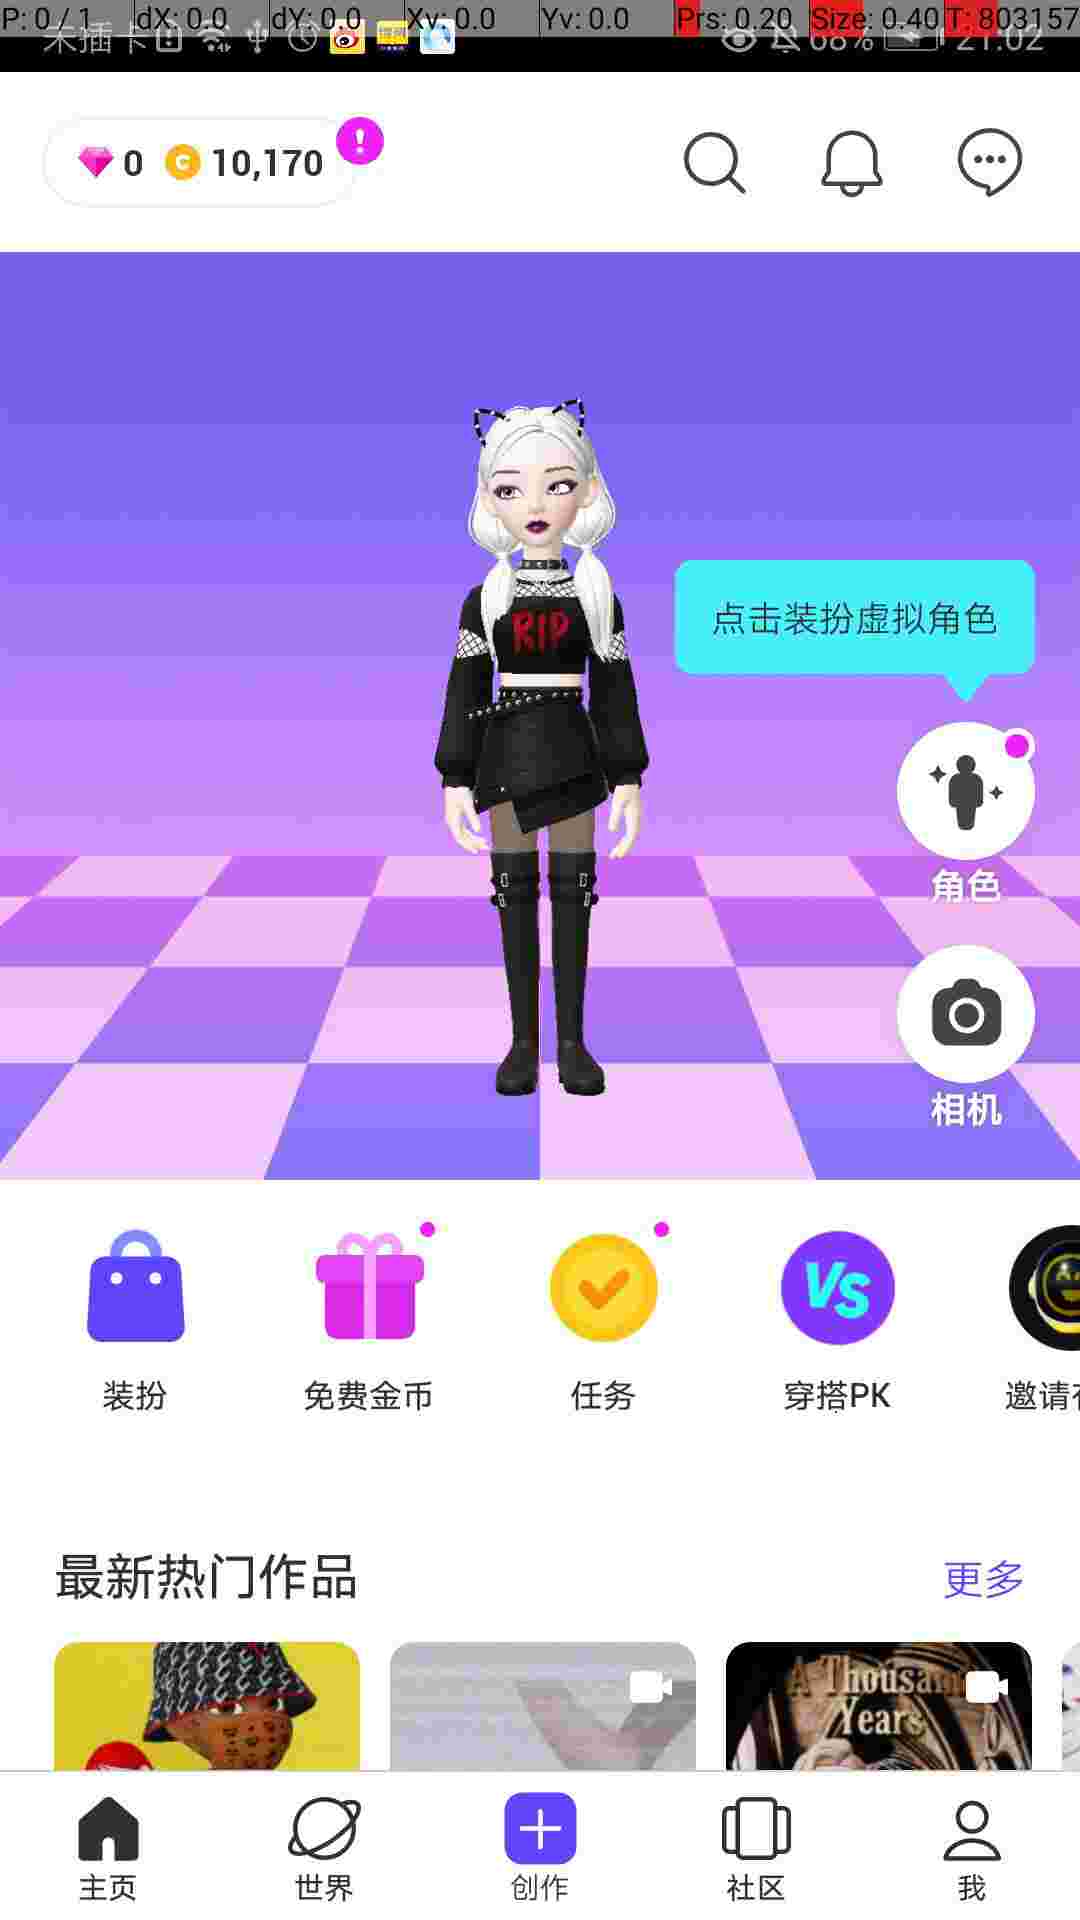 P: 0 / 1 dX: 0.0 dY: 0.0 Xv: 0.0 Yv: 0.0 Prs: 0.20 Size: 0.40 T: 803157
未插卡 68% 21:02
0 10,170
RIP
点击装扮虚拟角色
角色
相机
VS
装扮 免费金币 任务 穿搭PK 邀请
最新热门作品 更多
Years
主页 世界 创作 社区 我